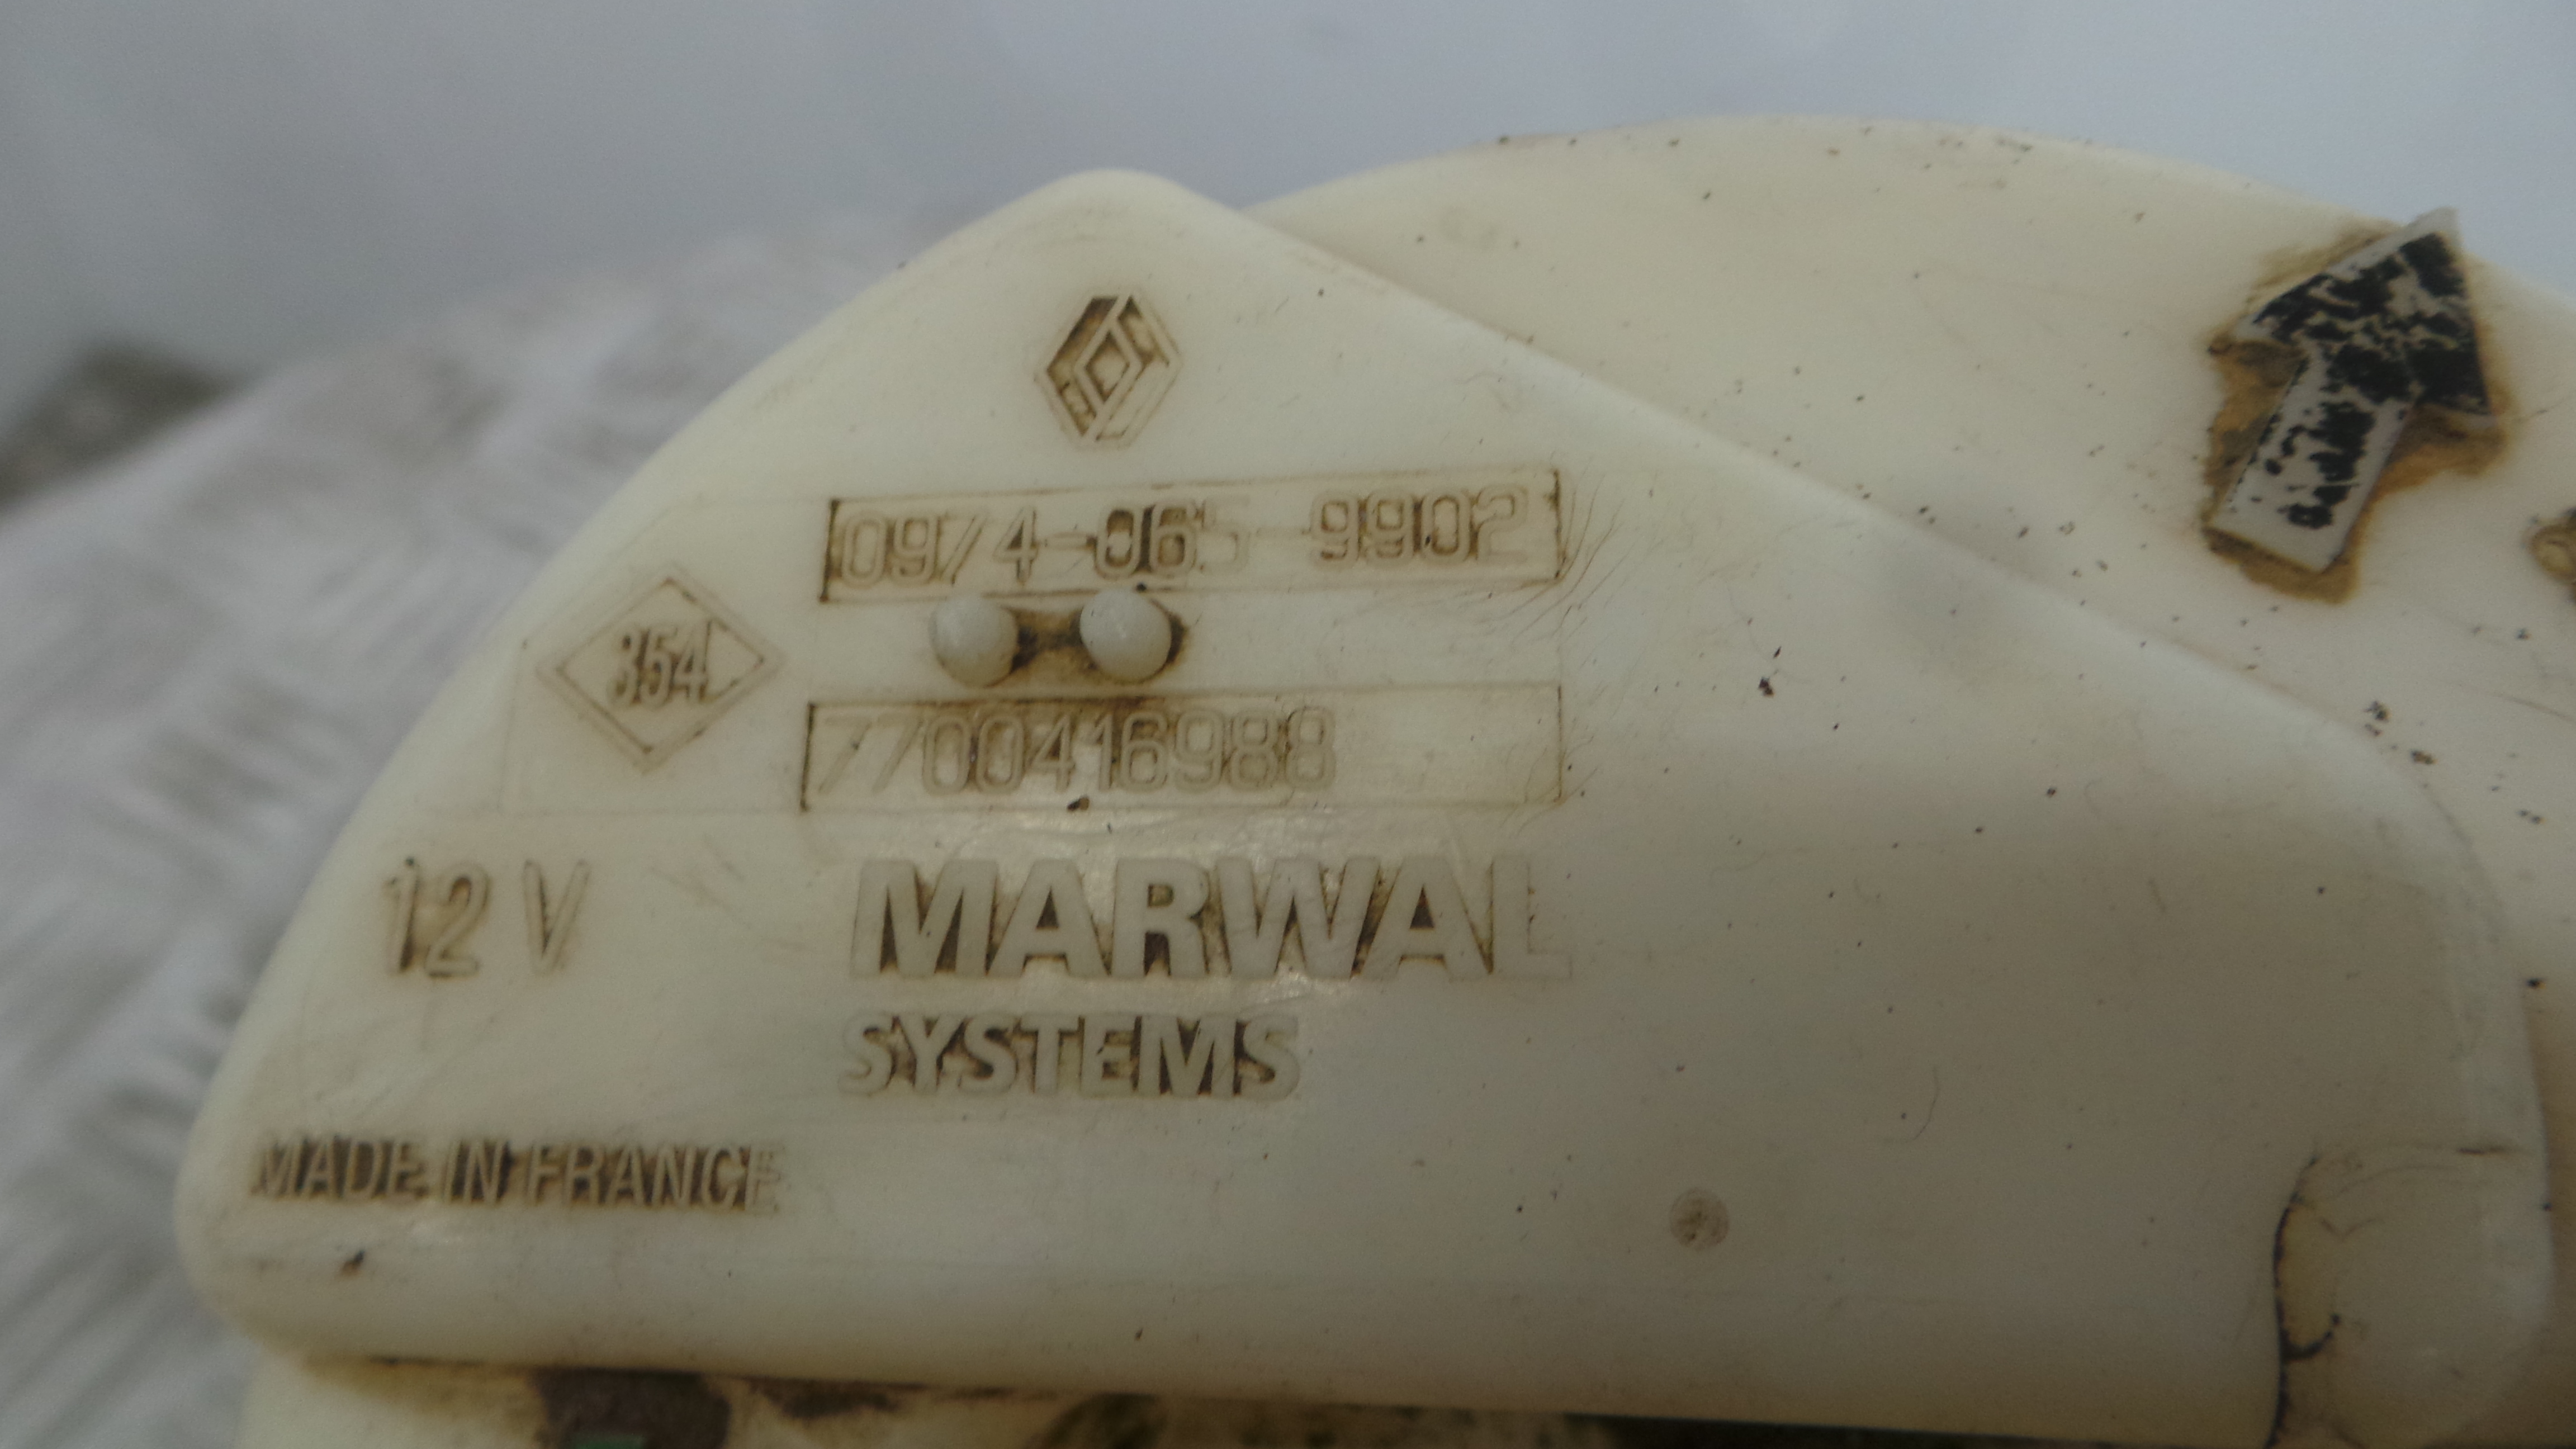 0974-065-9902
354
7700416988
12 V
MARWAL
SYSTEMS
MADE IN FRANCE